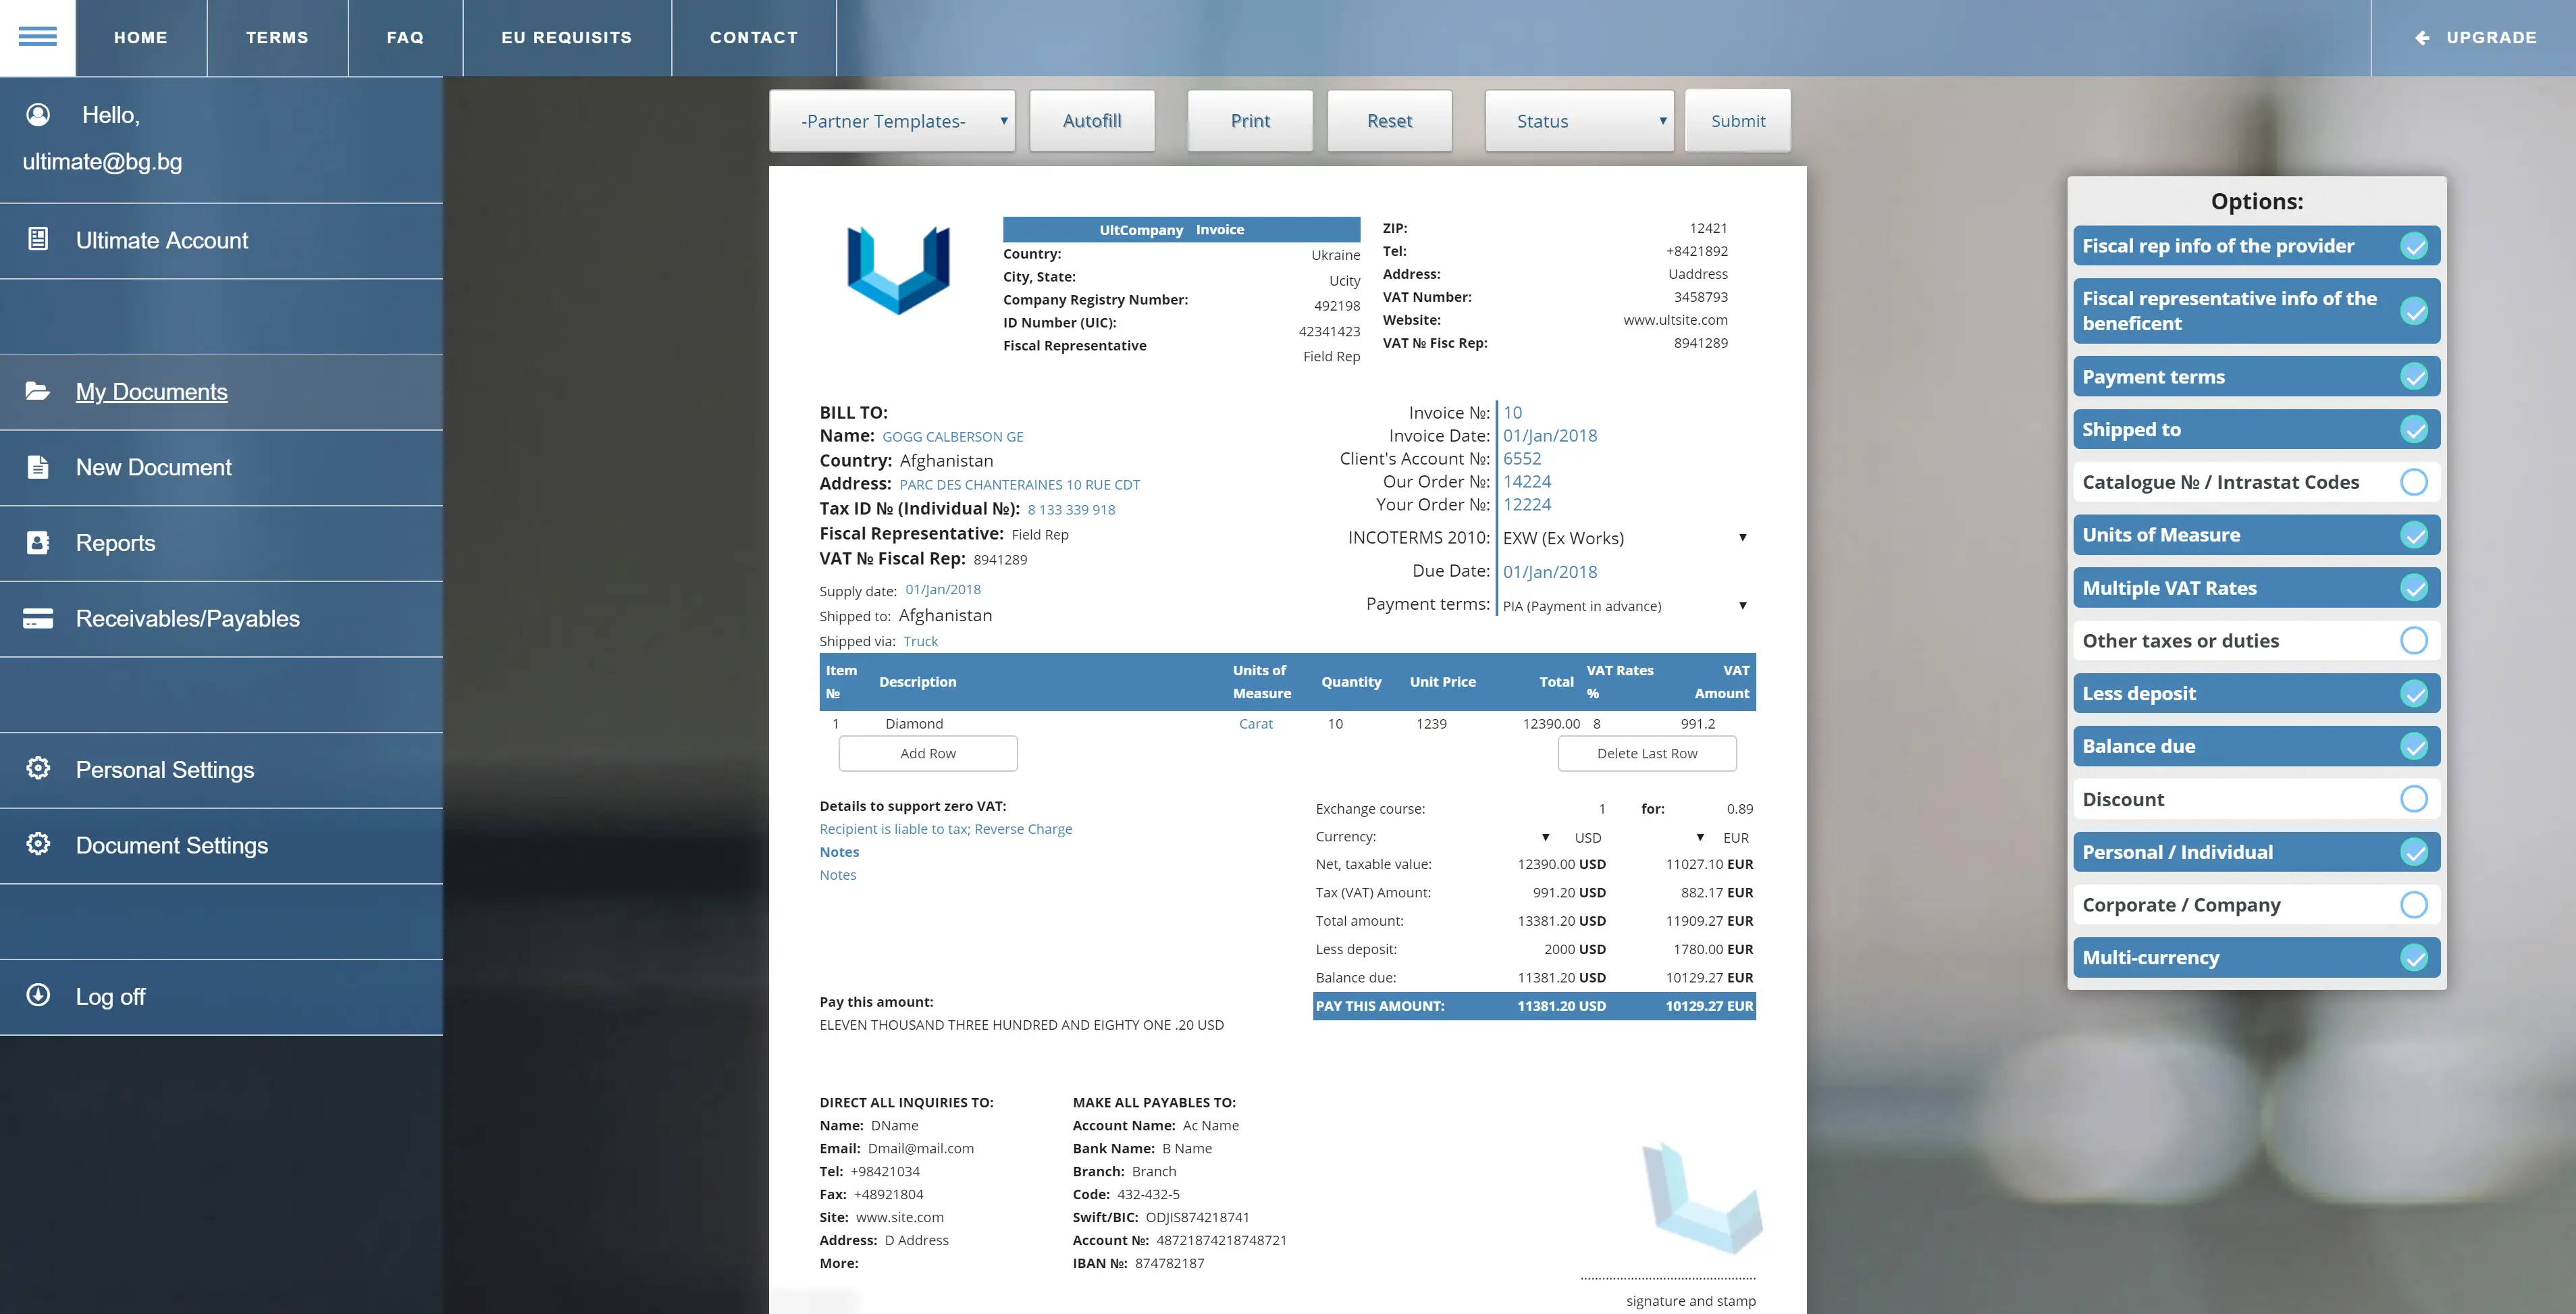 HOME TERMS FAQ EU REQUISITS CONTACT UPGRADE
Hello,
ultimate@bg.bg
Ultimate Account
My Documents
New Document
Reports
Receivables/Payables
Personal Settings
Document Settings
Log off
-Partner Templates- Autofill Print Reset Status Submit
UltCompany Invoice
Country: Ukraine
City, State: Ucity
Company Registry Number: 492198
ID Number (UIC): 42341423
Fiscal Representative Field Rep
ZIP: 12421
Tel: +8421892
Address: Uaddress
VAT Number: 3458793
Website: www.ultsite.com
VAT № Fisc Rep: 8941289
BILL TO:
Name: GOGG CALBERSON GE
Country: Afghanistan
Address: PARC DES CHANTERAINES 10 RUE CDT
Tax ID № (Individual №): 8 133 339 918
Fiscal Representative: Field Rep
VAT № Fiscal Rep: 8941289
Supply date: 01/Jan/2018
Shipped to: Afghanistan
Shipped via: Truck
Invoice №: 10
Invoice Date: 01/Jan/2018
Client's Account №: 6552
Our Order №: 14224
Your Order №: 12224
INCOTERMS 2010: EXW (Ex Works)
Due Date: 01/Jan/2018
Payment terms: PIA (Payment in advance)
Item № Description Units of Measure Quantity Unit Price Total VAT Rates % VAT Amount
1 Diamond Carat 10 1239 12390.00 8 991.2
Add Row Delete Last Row
Details to support zero VAT:
Recipient is liable to tax; Reverse Charge
Notes
Notes
Exchange course: 1 for: 0.89
Currency: USD EUR
Net, taxable value: 12390.00 USD 11027.10 EUR
Tax (VAT) Amount: 991.20 USD 882.17 EUR
Total amount: 13381.20 USD 11909.27 EUR
Less deposit: 2000 USD 1780.00 EUR
Balance due: 11381.20 USD 10129.27 EUR
PAY THIS AMOUNT: 11381.20 USD 10129.27 EUR
Pay this amount:
ELEVEN THOUSAND THREE HUNDRED AND EIGHTY ONE .20 USD
DIRECT ALL INQUIRIES TO:
Name: DName
Email: Dmail@mail.com
Tel: +98421034
Fax: +48921804
Site: www.site.com
Address: D Address
More:
MAKE ALL PAYABLES TO:
Account Name: Ac Name
Bank Name: B Name
Branch: Branch
Code: 432-432-5
Swift/BIC: ODJIS874218741
Account №: 48721874218748721
IBAN №: 874782187
signature and stamp
Options:
Fiscal rep info of the provider
Fiscal representative info of the
beneficent
Payment terms
Shipped to
Catalogue № / Intrastat Codes
Units of Measure
Multiple VAT Rates
Other taxes or duties
Less deposit
Balance due
Discount
Personal / Individual
Corporate / Company
Multi-currency